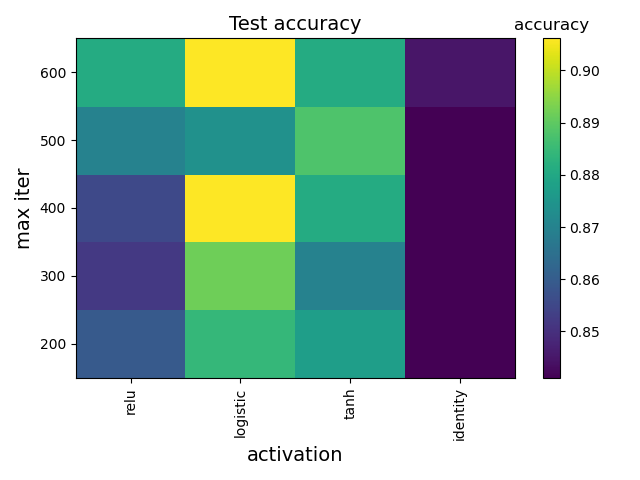 Test accuracy
accuracy
max iter
600
500
400
300
200
0.90
0.89
0.88
0.87
0.86
0.85
relu
logistic
tanh
identity
activation